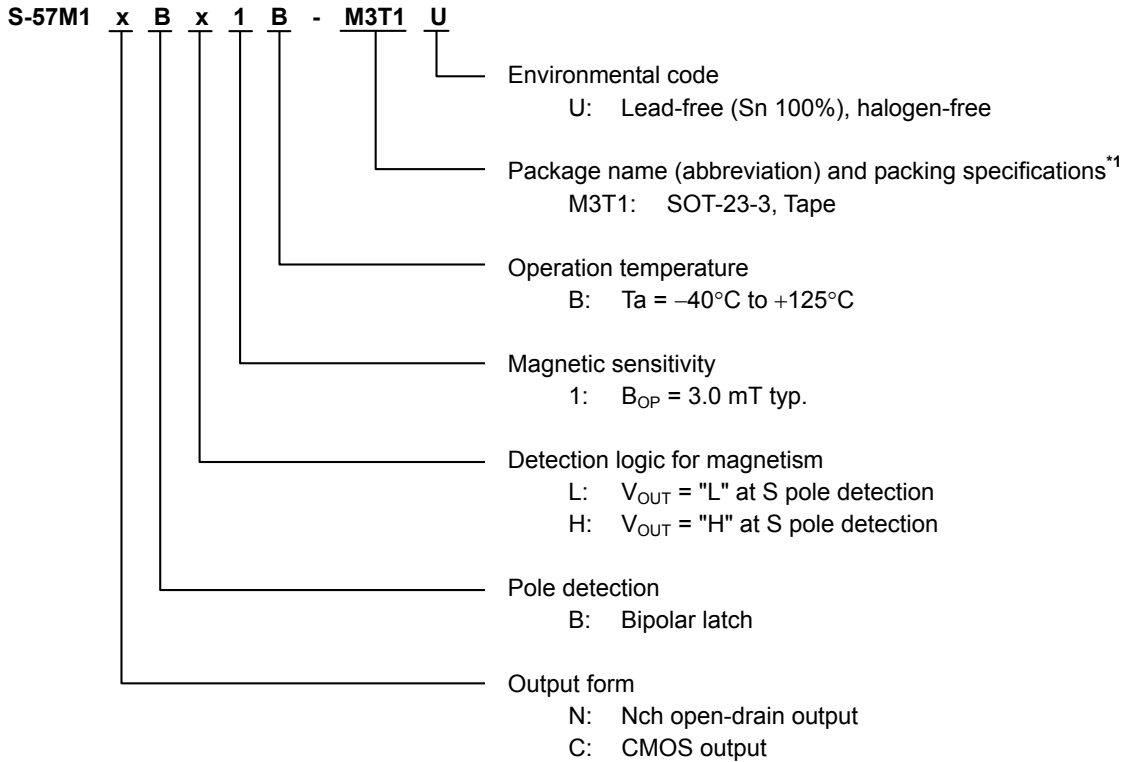 S-57M1 x B x 1 B - M3T1 U
Environmental code
U: Lead-free (Sn 100%), halogen-free
Package name (abbreviation) and packing specifications*1
M3T1: SOT-23-3, Tape
Operation temperature
B: Ta = −40°C to +125°C
Magnetic sensitivity
1: BOP = 3.0 mT typ.
Detection logic for magnetism
L: VOUT = "L" at S pole detection
H: VOUT = "H" at S pole detection
Pole detection
B: Bipolar latch
Output form
N: Nch open-drain output
C: CMOS output